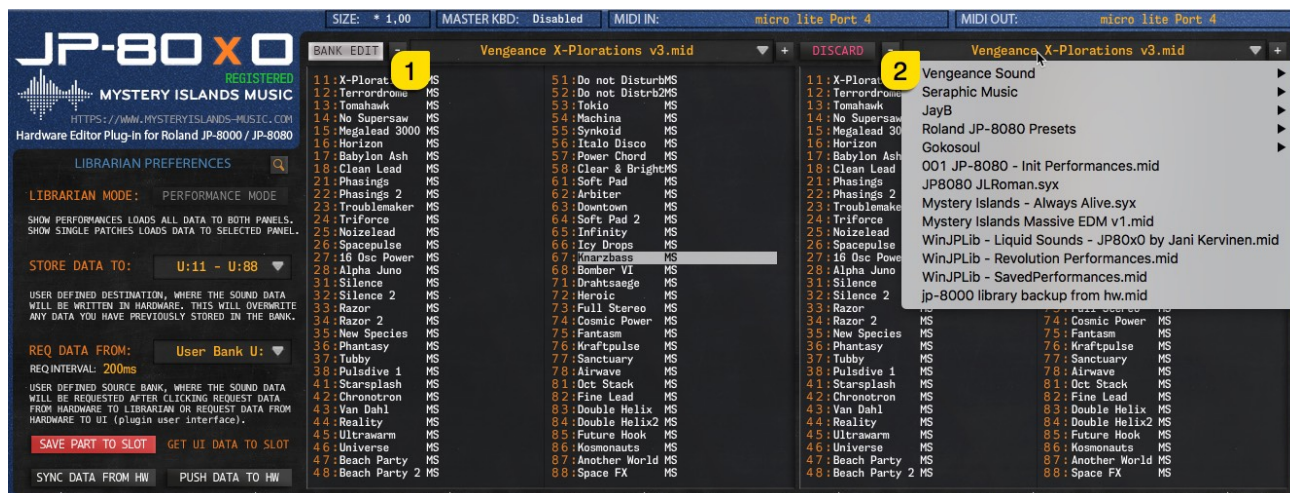 SIZE: * 1,00 MASTER KBD: Disabled MIDI IN: micro lite Port 4 MIDI OUT: micro lite Port 4
JP-80X0
REGISTERED
MYSTERY ISLANDS MUSIC
HTTPS://WWW.MYSTERYISLANDS-MUSIC.COM
Hardware Editor Plug-in for Roland JP-8000 / JP-8080
LIBRARIAN PREFERENCES
LIBRARIAN MODE: PERFORMANCE MODE
SHOW PERFORMANCES LOADS ALL DATA TO BOTH PANELS.
SHOW SINGLE PATCHES LOADS DATA TO SELECTED PANEL.
STORE DATA TO: U:11 - U:88
USER DEFINED DESTINATION, WHERE THE SOUND DATA
WILL BE WRITTEN IN HARDWARE. THIS WILL OVERWRITE
ANY DATA YOU HAVE PREVIOUSLY STORED IN THE BANK.
REQ DATA FROM: User Bank U:
REQ INTERVAL: 200ms
USER DEFINED SOURCE BANK, WHERE THE SOUND DATA
WILL BE REQUESTED AFTER CLICKING REQUEST DATA
FROM HARDWARE TO LIBRARIAN OR REQUEST DATA FROM
HARDWARE TO UI (plugin user interface).
SAVE PART TO SLOT GET UI DATA TO SLOT
SYNC DATA FROM HW PUSH DATA TO HW
BANK EDIT - Vengeance X-Plorations v3.mid +
1
11:X-Plorat MS
12:Terrordrome MS
13:Tomahawk MS
14:No Supersaw MS
15:Megalead 3000 MS
16:Horizon MS
17:Babylon Ash MS
18:Clean Lead MS
21:Phasings MS
22:Phasings 2 MS
23:Troublemaker MS
24:Triforce MS
25:Noizelead MS
26:Spacepulse MS
27:16 Osc Power MS
28:Alpha Juno MS
31:Silence MS
32:Silence 2 MS
33:Razor MS
34:Razor 2 MS
35:New Species MS
36:Phantasy MS
37:Tubby MS
38:Pulsdive 1 MS
41:Starsplash MS
42:Chronotron MS
43:Van Dahl MS
44:Reality MS
45:Ultrawarm MS
46:Universe MS
47:Beach Party MS
48:Beach Party 2 MS
51:Do not DisturbMS
52:Do not Distrb2MS
53:Tokio MS
54:Machina MS
55:Synkoid MS
56:Italo Disco MS
57:Power Chord MS
58:Clear & BrightMS
61:Soft Pad MS
62:Arbiter MS
63:Downtown MS
64:Soft Pad 2 MS
65:Infinity MS
66:Icy Drops MS
67:Knarzbass MS
68:Bomber VI MS
71:Drahtsaege MS
72:Heroic MS
73:Full Stereo MS
74:Cosmic Power MS
75:Fantasm MS
76:Kraftpulse MS
77:Sanctuary MS
78:Airwave MS
81:Oct Stack MS
82:Fine Lead MS
83:Double Helix MS
84:Double Helix2 MS
85:Future Hook MS
86:Kosmonauts MS
87:Another World MS
88:Space FX MS
DISCARD - Vengeance X-Plorations v3.mid +
2
11:X-Plorat
12:Terrordrome
13:Tomahawk
14:No Supersaw
15:Megalead 30
16:Horizon
17:Babylon Ash
18:Clean Lead
21:Phasings
22:Phasings 2
23:Troublemake
24:Triforce
25:Noizelead
26:Spacepulse
27:16 Osc Powe
28:Alpha Juno
31:Silence
32:Silence 2
33:Razor MS
34:Razor 2 MS
35:New Species MS
36:Phantasy MS
37:Tubby MS
38:Pulsdive 1 MS
41:Starsplash MS
42:Chronotron MS
43:Van Dahl MS
44:Reality MS
45:Ultrawarm MS
46:Universe MS
47:Beach Party MS
48:Beach Party 2 MS
Vengeance Sound
Seraphic Music
JayB
Roland JP-8080 Presets
Gokosoul
001 JP-8080 - Init Performances.mid
JP8080 JLRoman.syx
Mystery Islands - Always Alive.syx
Mystery Islands Massive EDM v1.mid
WinJPLib - Liquid Sounds - JP80x0 by Jani Kervinen.mid
WinJPLib - Revolution Performances.mid
WinJPLib - SavedPerformances.mid
jp-8000 library backup from hw.mid
73:Full Stereo MS
74:Cosmic Power MS
75:Fantasm MS
76:Kraftpulse MS
77:Sanctuary MS
78:Airwave MS
81:Oct Stack MS
82:Fine Lead MS
83:Double Helix MS
84:Double Helix2 MS
85:Future Hook MS
86:Kosmonauts MS
87:Another World MS
88:Space FX MS